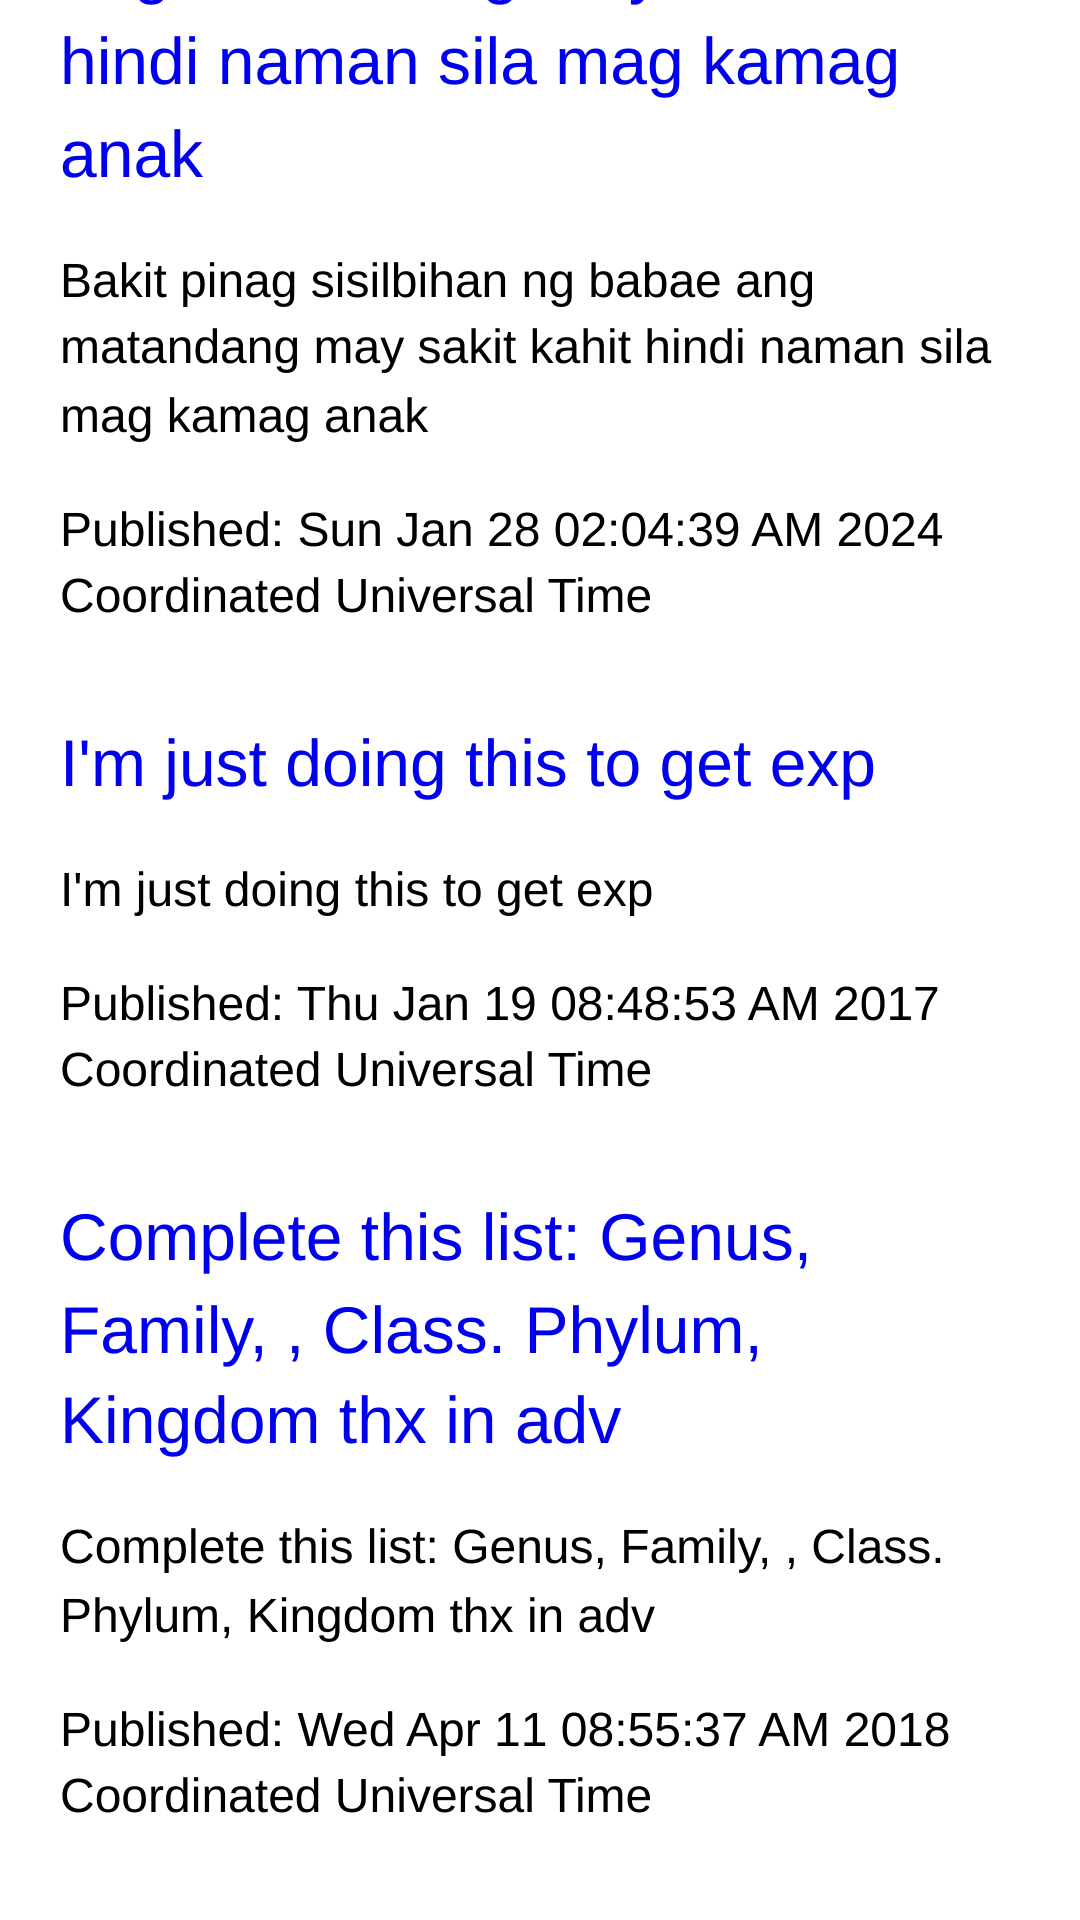 hindi naman sila mag kamag
anak
Bakit pinag sisilbihan ng babae ang
matandang may sakit kahit hindi naman sila
mag kamag anak
Published: Sun Jan 28 02:04:39 AM 2024
Coordinated Universal Time
I'm just doing this to get exp
I'm just doing this to get exp
Published: Thu Jan 19 08:48:53 AM 2017
Coordinated Universal Time
Complete this list: Genus,
Family, , Class. Phylum,
Kingdom thx in adv
Complete this list: Genus, Family, , Class.
Phylum, Kingdom thx in adv
Published: Wed Apr 11 08:55:37 AM 2018
Coordinated Universal Time